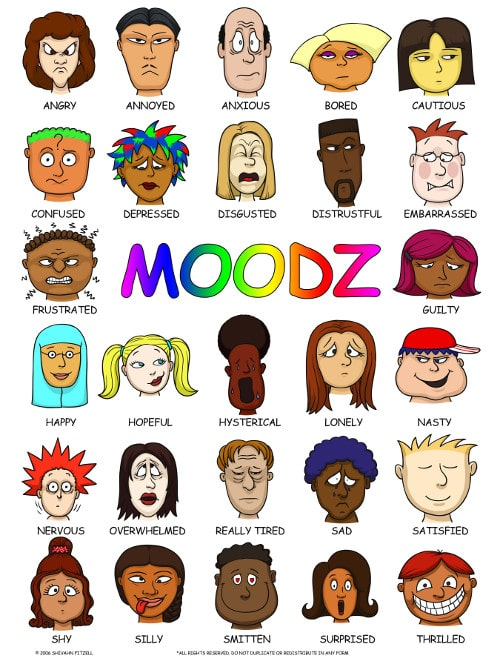 ANGRY ANNOYED ANXIOUS BORED CAUTIOUS
CONFUSED DEPRESSED DISGUSTED DISTRUSTFUL EMBARRASSED
MOODZ
FRUSTRATED GUILTY
HAPPY HOPEFUL HYSTERICAL LONELY NASTY
NERVOUS OVERWHELMED REALLY TIRED SAD SATISFIED
SHY SILLY SMITTEN SURPRISED THRILLED
© 2006 SHIVAHN FITZELL *ALL RIGHTS RESERVED. DO NOT DUPLICATE OR REDISTRIBUTE IN ANY FORM.